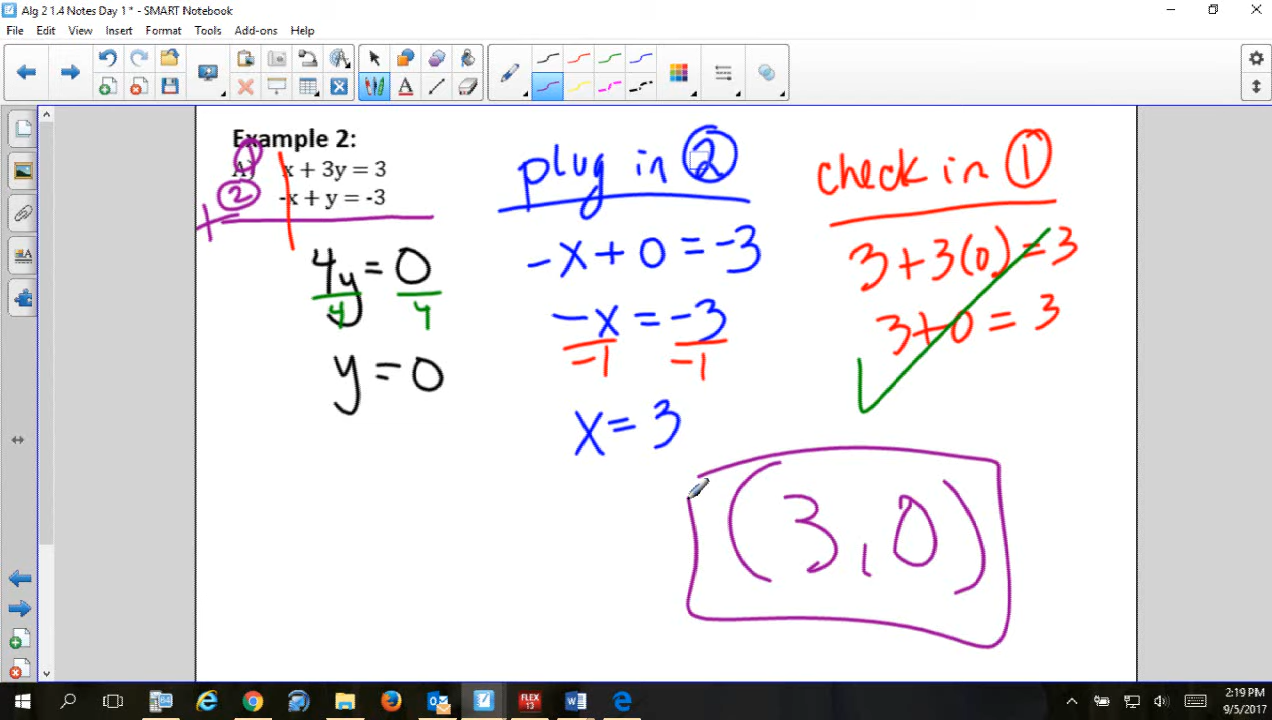 Alg 2 1.4 Notes Day 1 * - SMART Notebook
File Edit View Insert Format Tools Add-ons Help
Example 2:
A) x + 3y = 3
① 
② -x + y = -3
+
4y = 0
4 4
y = 0
plug in ②
-x + 0 = -3
-x = -3
-1 -1
x = 3
check in ①
3 + 3(0) = 3
3 + 0 = 3
(3, 0)
FLEX 13
2:19 PM
9/5/2017